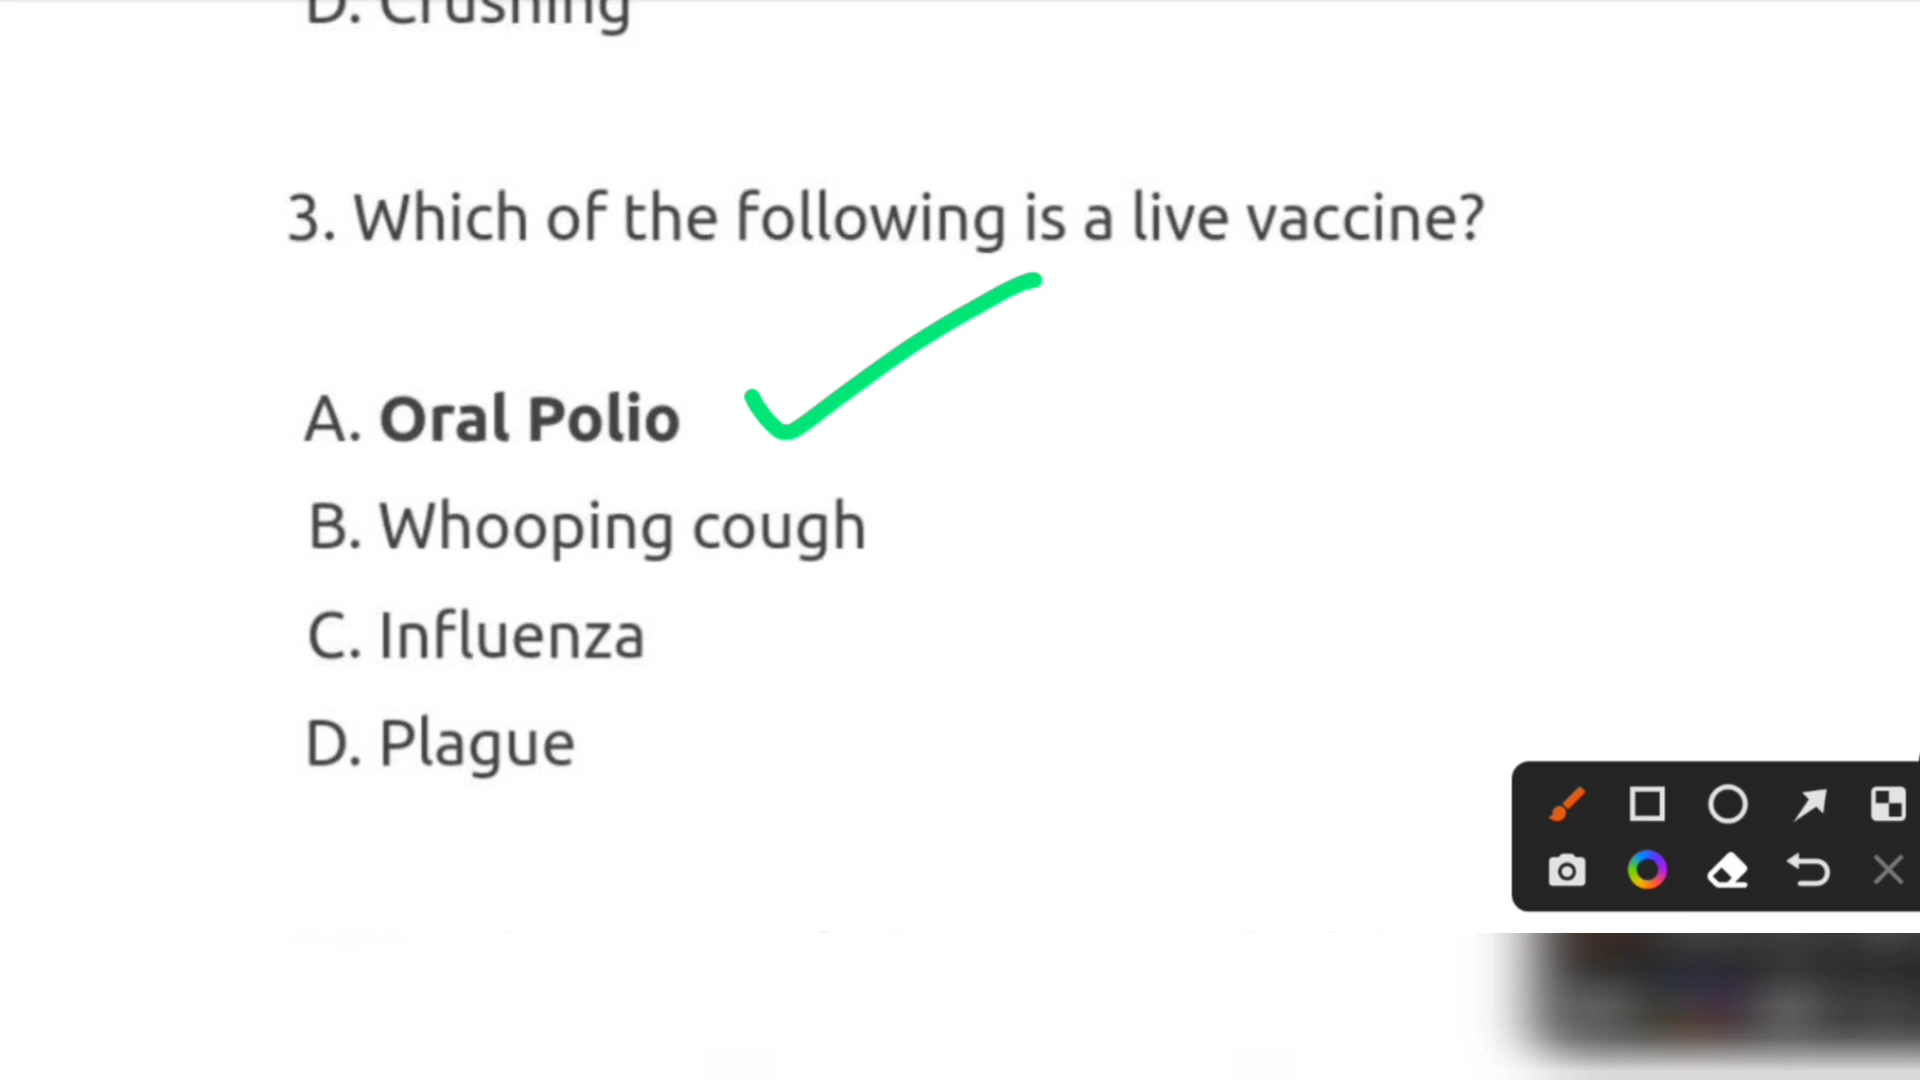 D. Crushing
3. Which of the following is a live vaccine?
A. Oral Polio
B. Whooping cough
C. Influenza
D. Plague